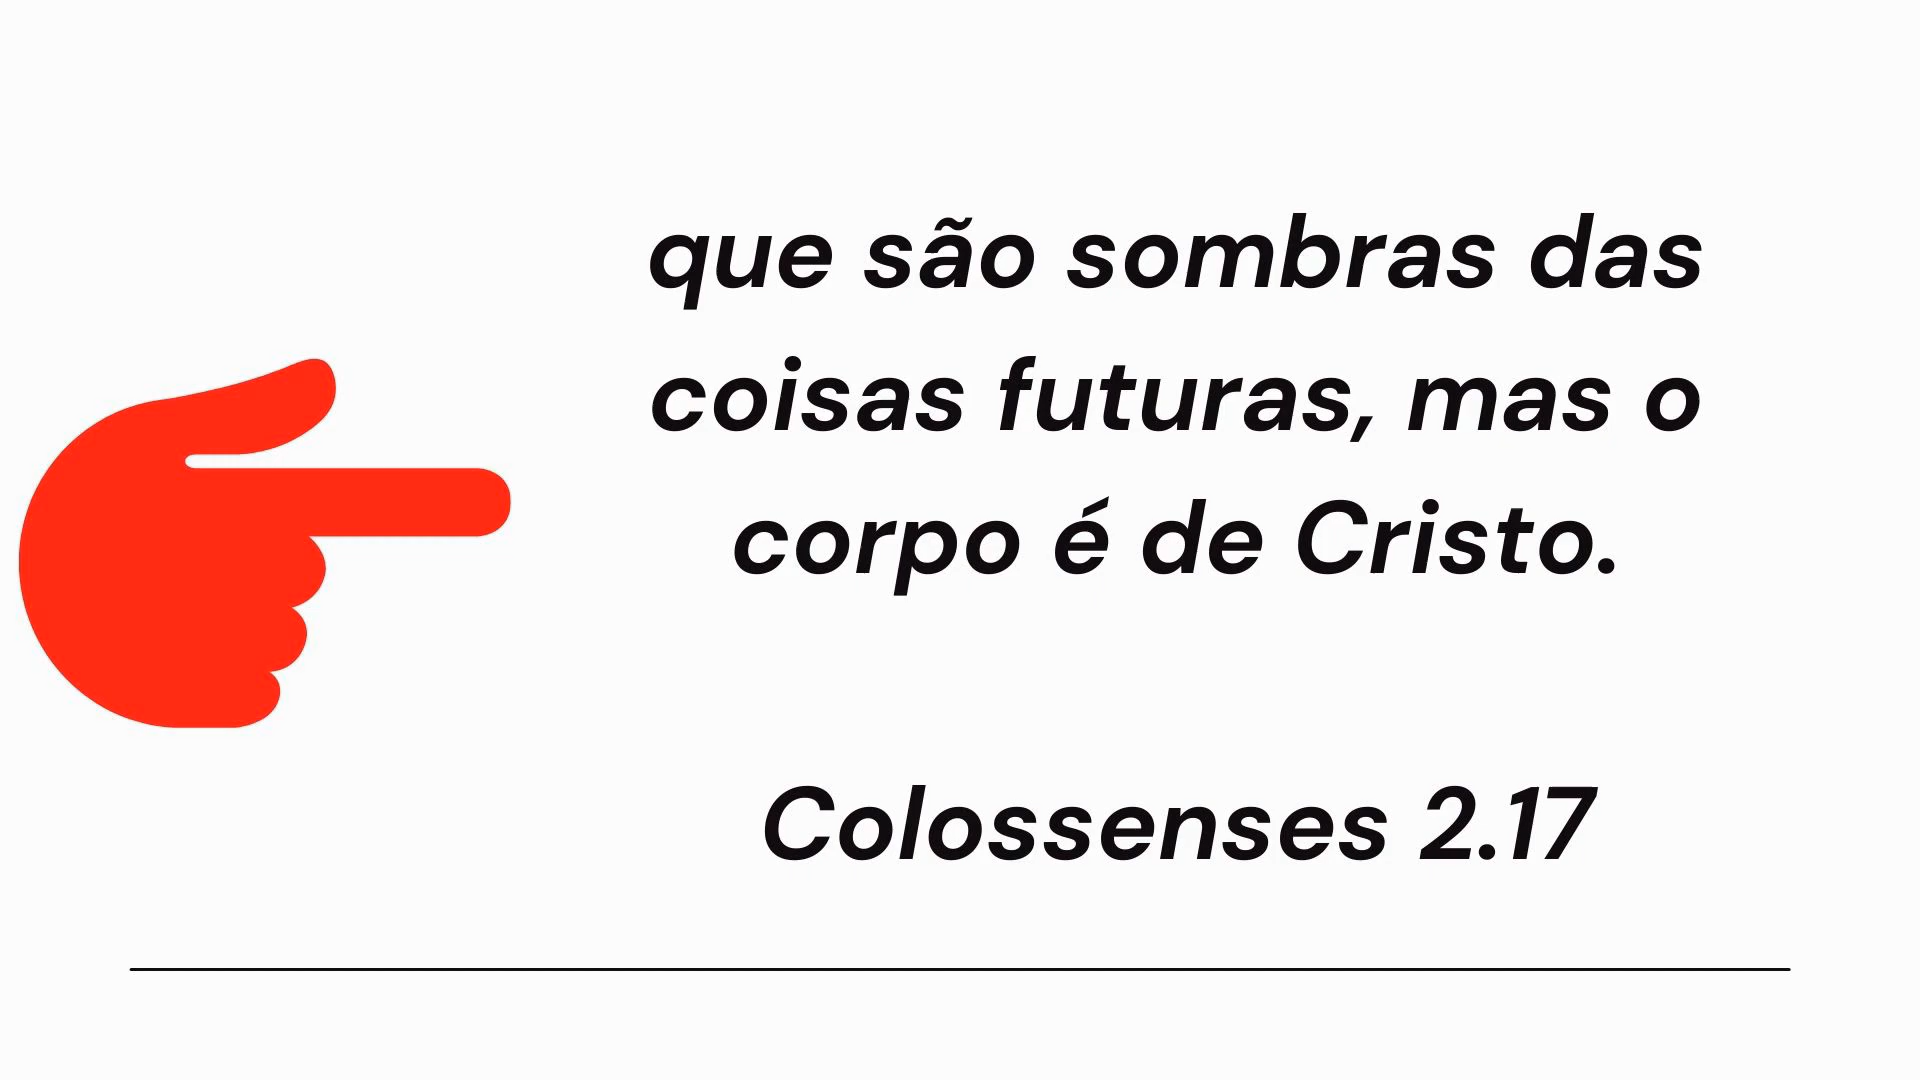 que são sombras das
coisas futuras, mas o
corpo é de Cristo.
Colossenses 2.17